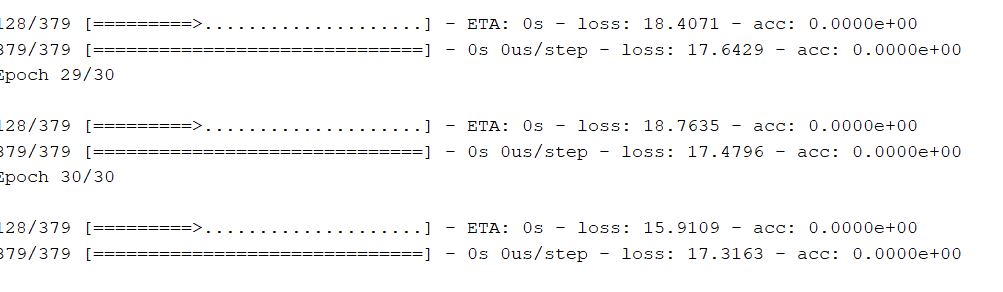 128/379 [=========>....................] - ETA: 0s - loss: 18.4071 - acc: 0.0000e+00
379/379 [==============================] - 0s 0us/step - loss: 17.6429 - acc: 0.0000e+00
Epoch 29/30
128/379 [=========>....................] - ETA: 0s - loss: 18.7635 - acc: 0.0000e+00
379/379 [==============================] - 0s 0us/step - loss: 17.4796 - acc: 0.0000e+00
Epoch 30/30
128/379 [=========>....................] - ETA: 0s - loss: 15.9109 - acc: 0.0000e+00
379/379 [==============================] - 0s 0us/step - loss: 17.3163 - acc: 0.0000e+00